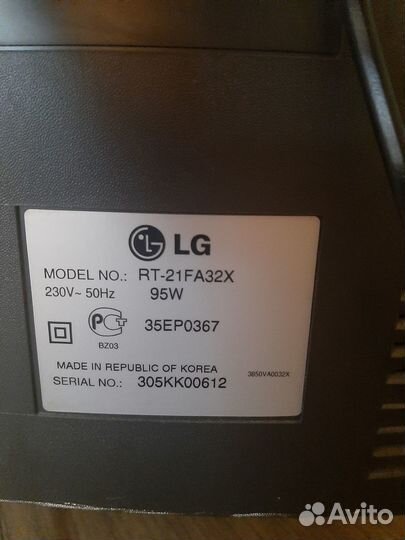 LG
MODEL NO.: RT-21FA32X
230V~ 50Hz 95W
35EP0367
BZ03
MADE IN REPUBLIC OF KOREA
3850VA0032X
SERIAL NO.: 305KK00612
Avito